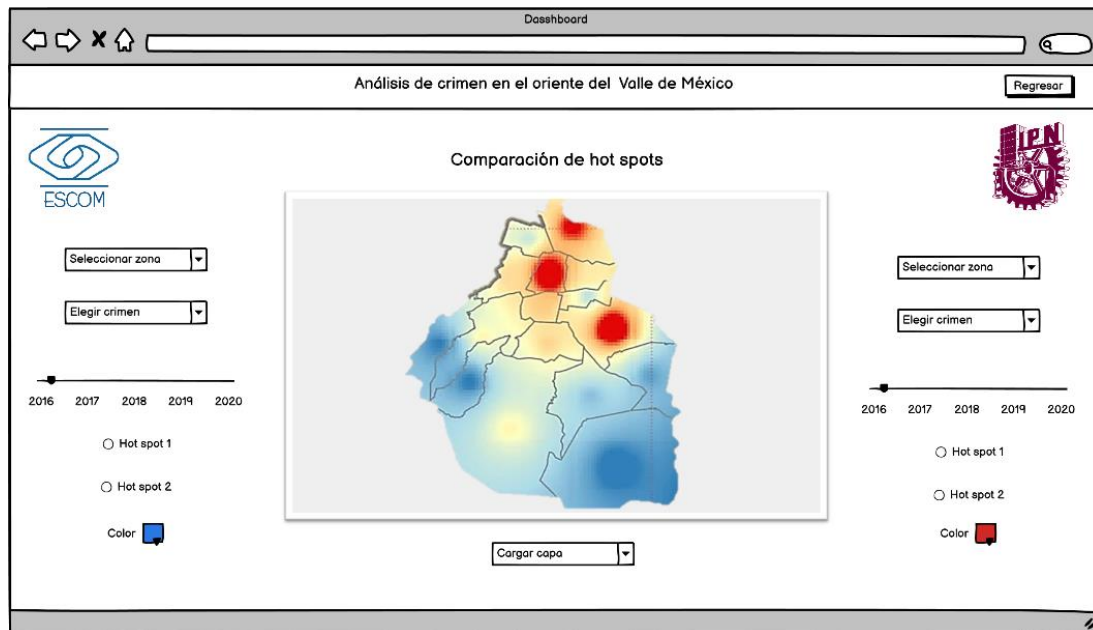 Dasshboard
Análisis de crimen en el oriente del Valle de México
Regresar
ESCOM
IPN
Comparación de hot spots
Seleccionar zona
Elegir crimen
2016 2017 2018 2019 2020
Hot spot 1
Hot spot 2
Color
Seleccionar zona
Elegir crimen
2016 2017 2018 2019 2020
Hot spot 1
Hot spot 2
Color
Cargar capa